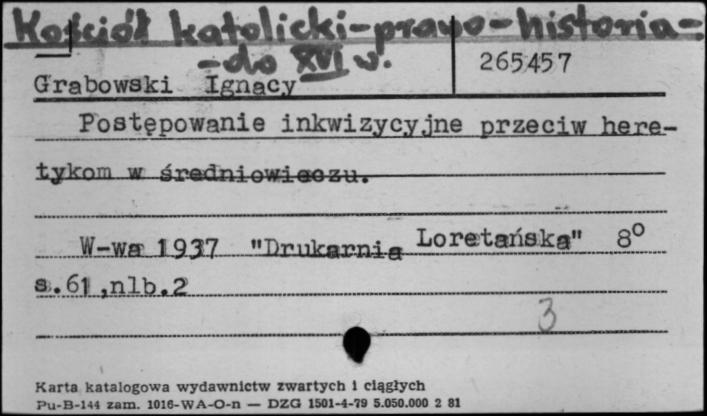 Kościół katolicki-prawo-historia-
-do XVI w.
265457
Grabowski Ignacy
Postępowanie inkwizycyjne przeciw here-
tykom w średniowieczu.
W-wa 1937 "Drukarnia Loretańska" 8°
s.61,nlb.2
3
Karta katalogowa wydawnictw zwartych i ciągłych
Pu-B-144 zam. 1016-WA-O-n — DZG 1501-4-79 5.050.000 2 81